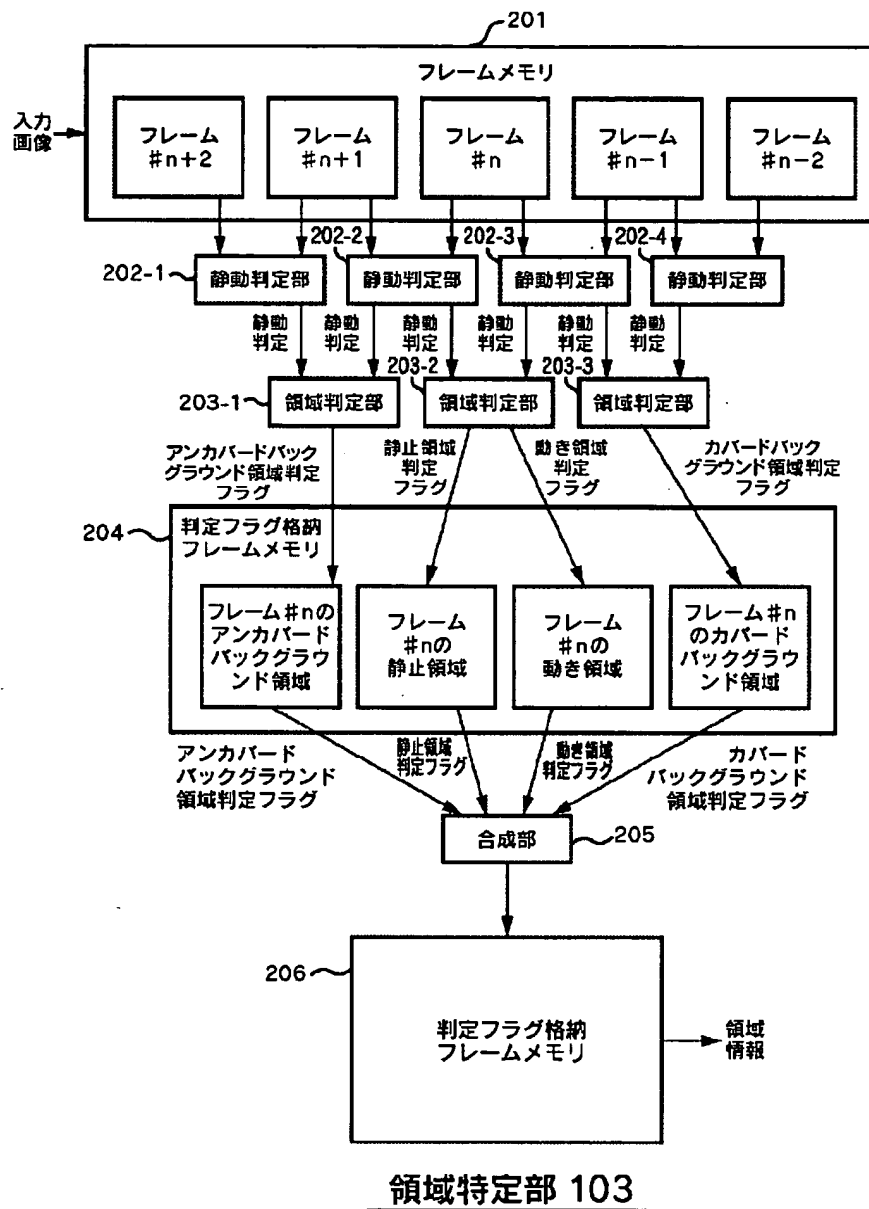 201
フレームメモリ
入力
画像
フレーム
#n+2
フレーム
#n+1
フレーム
#n
フレーム
#n-1
フレーム
#n-2
202-1
静動判定部
202-2
静動判定部
202-3
静動判定部
202-4
静動判定部
静動
判定
静動
判定
静動
判定
静動
判定
静動
判定
静動
判定
203-1
領域判定部
203-2
領域判定部
203-3
領域判定部
アンカバードバック
グラウンド領域判定
フラグ
静止領域
判定
フラグ
動き領域
判定
フラグ
カバードバック
グラウンド領域判定
フラグ
204
判定フラグ格納
フレームメモリ
フレーム#nの
アンカバード
バックグラウ
ンド領域
フレーム
#nの
静止領域
フレーム
#nの
動き領域
フレーム#n
のカバード
バックグラウ
ンド領域
アンカバード
バックグラウンド
領域判定フラグ
静止領域
判定フラグ
動き領域
判定フラグ
カバード
バックグラウンド
領域判定フラグ
合成部
205
206
判定フラグ格納
フレームメモリ
領域
情報
領域特定部 103